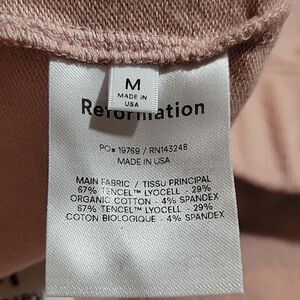 M
MADE IN
USA
Reformation
PO# 19769 / RN143248
MADE IN USA
MAIN FABRIC / TISSU PRINCIPAL
67% TENCEL™ LYOCELL - 29%
ORGANIC COTTON - 4% SPANDEX
67% TENCEL™ LYOCELL - 29%
COTON BIOLOGIQUE - 4% SPANDEX